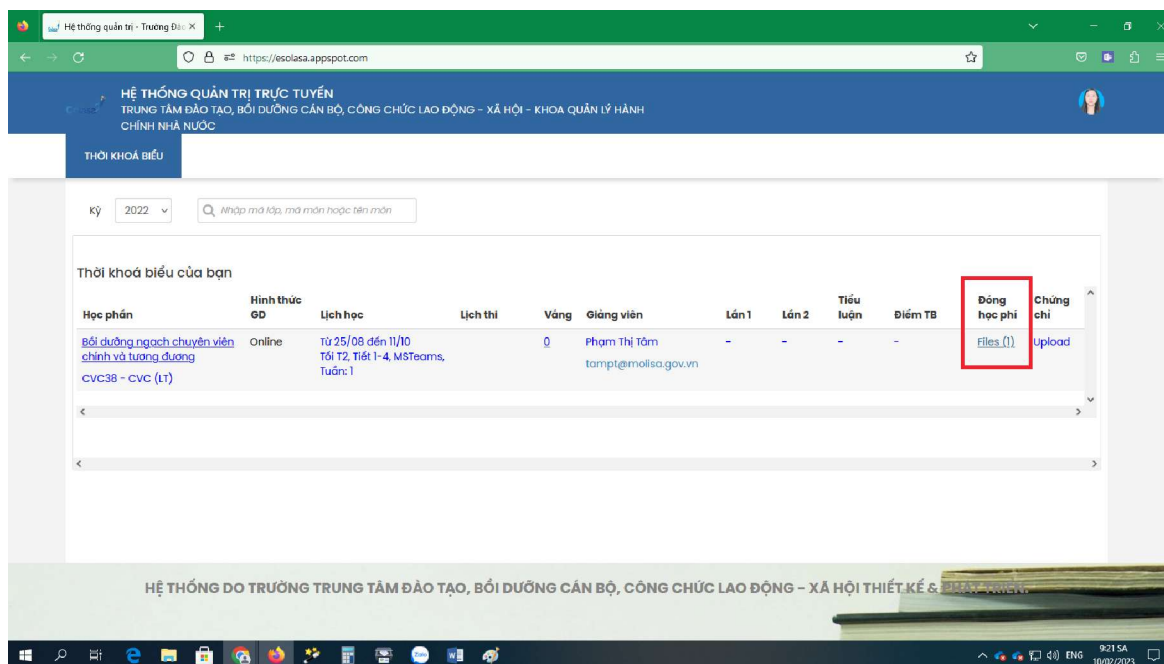 Hệ thống quản trị - Trường Đào
https://esolasa.appspot.com
HỆ THỐNG QUẢN TRỊ TRỰC TUYẾN
TRUNG TÂM ĐÀO TẠO, BỒI DƯỠNG CÁN BỘ, CÔNG CHỨC LAO ĐỘNG - XÃ HỘI - KHOA QUẢN LÝ HÀNH
CHÍNH NHÀ NƯỚC
THỜI KHOÁ BIỂU
Kỳ 2022 Nhập mã lớp, mã môn hoặc tên môn
Thời khoá biểu của bạn
Học phần Hình thức GD Lịch học Lịch thi Vắng Giảng viên Lần 1 Lần 2 Tiểu luận Điểm TB Đóng học phí Chứng chỉ
Bồi dưỡng ngạch chuyên viên Online Từ 25/08 đến 11/10 0 Phạm Thị Tâm - - - - Files (1) Upload
chính và tương đương Tối T2, Tiết 1-4, MSTeams, tampt@molisa.gov.vn
CVC38 - CVC (LT) Tuần: 1
HỆ THỐNG DO TRƯỜNG TRUNG TÂM ĐÀO TẠO, BỒI DƯỠNG CÁN BỘ, CÔNG CHỨC LAO ĐỘNG - XÃ HỘI THIẾT KẾ & PHÁT TRIỂN.
Zalo ENG 9:21 SA
10/02/2023